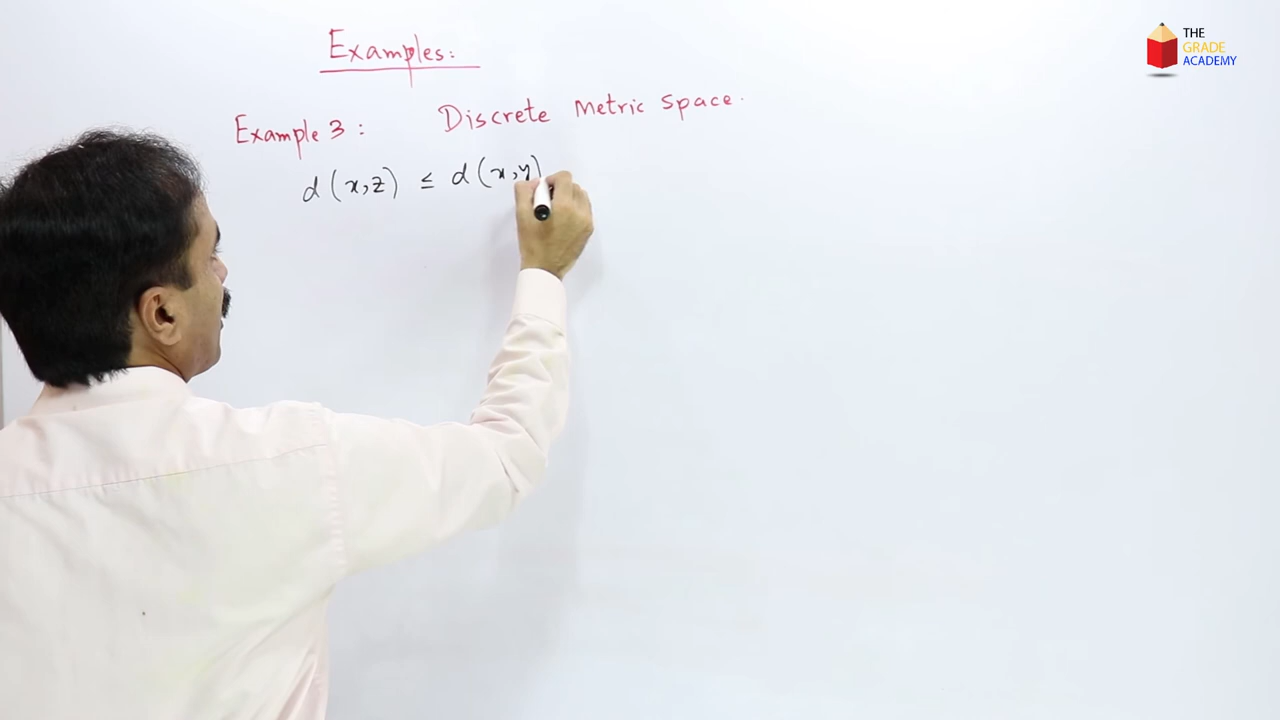 Examples:
Example 3 : Discrete Metric space.
d (x,z) ≤ d (x,y)
THE
GRADE
ACADEMY